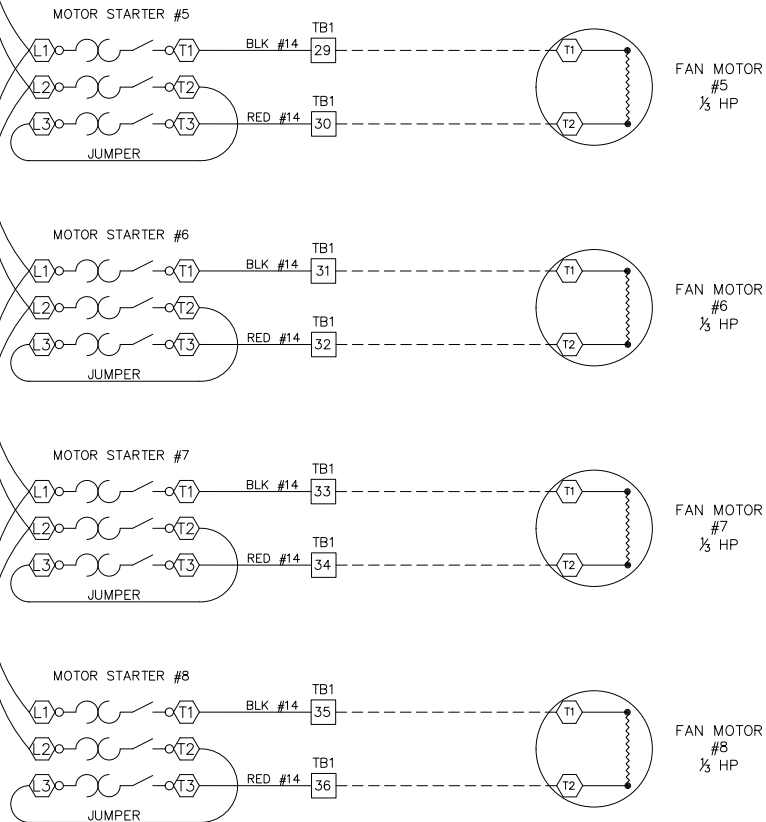 MOTOR STARTER #5
TB1
L1 T1 BLK #14 29 T1
L2 T2
FAN MOTOR
#5
⅓ HP
TB1
L3 T3 RED #14 30 T2
JUMPER
MOTOR STARTER #6
TB1
L1 T1 BLK #14 31 T1
L2 T2
FAN MOTOR
#6
⅓ HP
TB1
L3 T3 RED #14 32 T2
JUMPER
MOTOR STARTER #7
TB1
L1 T1 BLK #14 33 T1
L2 T2
FAN MOTOR
#7
⅓ HP
TB1
L3 T3 RED #14 34 T2
JUMPER
MOTOR STARTER #8
TB1
L1 T1 BLK #14 35 T1
L2 T2
FAN MOTOR
#8
⅓ HP
TB1
L3 T3 RED #14 36 T2
JUMPER